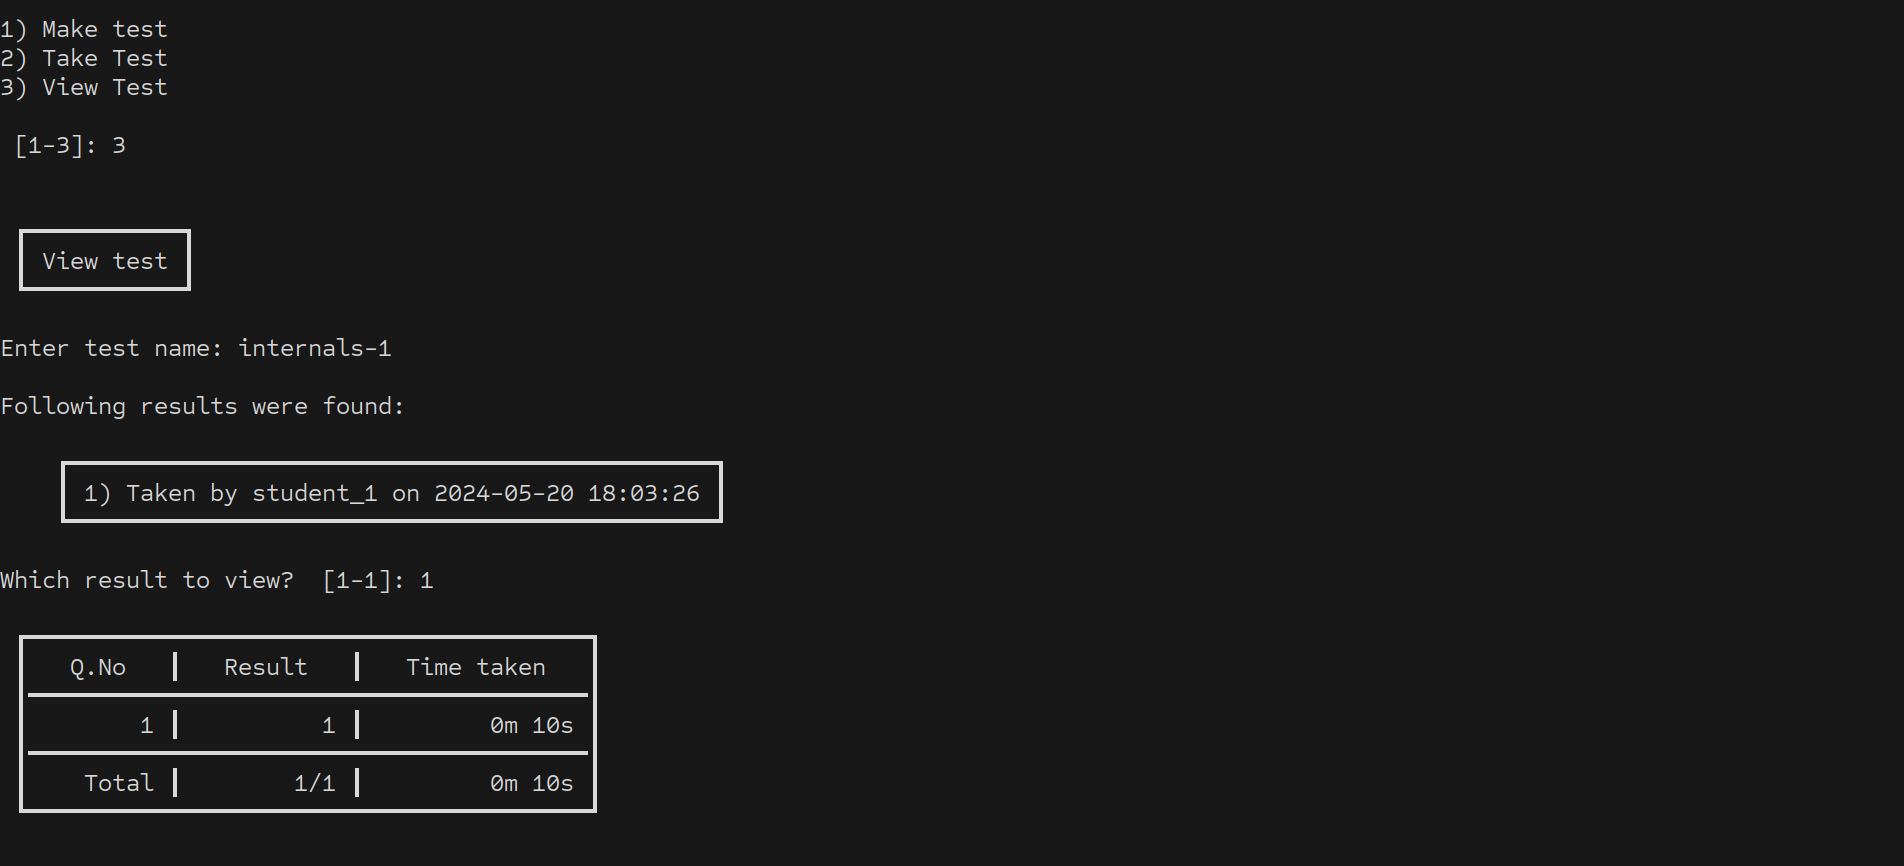 1) Make test
2) Take Test
3) View Test
[1-3]: 3
View test
Enter test name: internals-1
Following results were found:
1) Taken by student_1 on 2024-05-20 18:03:26
Which result to view?  [1-1]: 1
Q.No | Result | Time taken
1 | 1 | 0m 10s
Total | 1/1 | 0m 10s